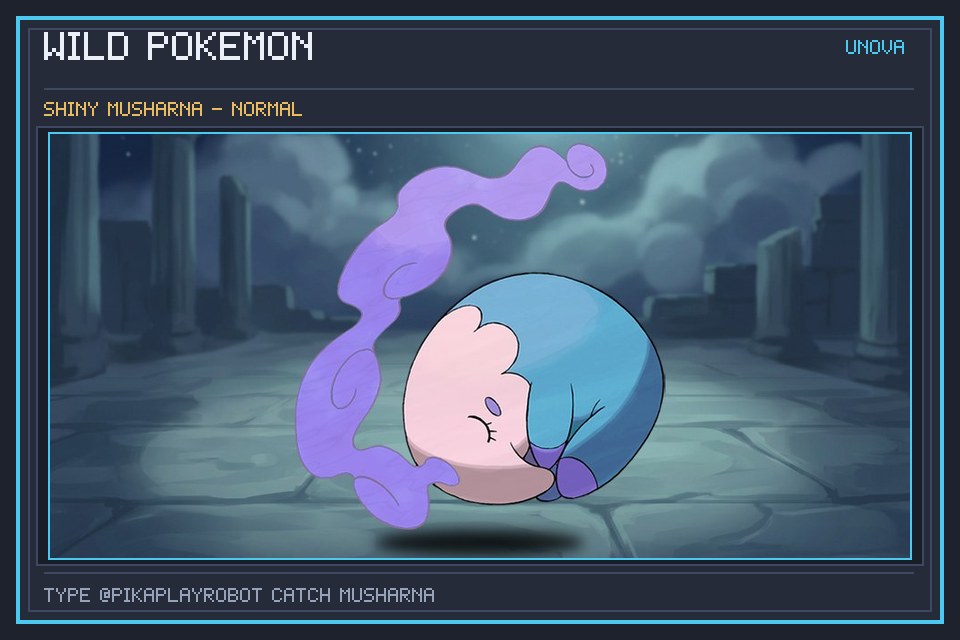 WILD POKEMON
UNOVA
SHINY MUSHARNA - NORMAL
TYPE @PIKAPLAYROBOT CATCH MUSHARNA